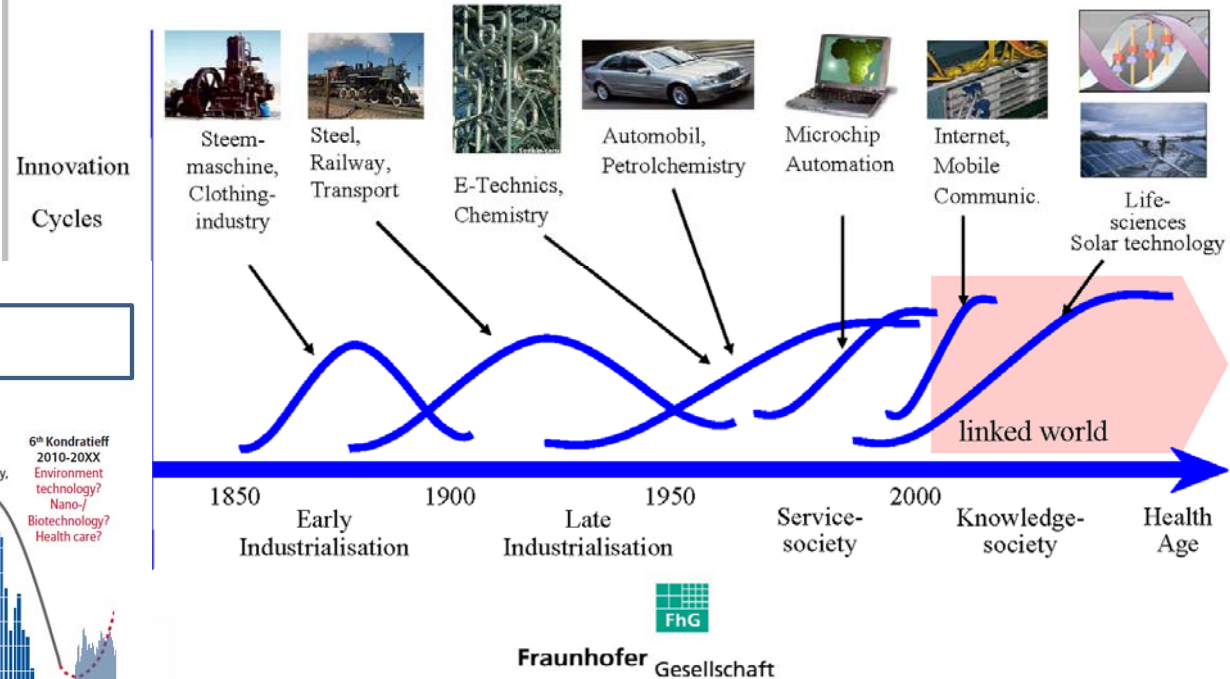 Innovation
Cycles
Steem-
maschine,
Clothing-
industry
Steel,
Railway,
Transport
E-Technics,
Chemistry
Automobil,
Petrolchemistry
Microchip
Automation
Internet,
Mobile
Communic.
Life-
sciences
Solar technology
linked world
1850
1900
1950
2000
Early
Industrialisation
Late
Industrialisation
Service-
society
Knowledge-
society
Health
Age
6th Kondratieff
2010-20XX
Environment
technology?
Nano-/
Biotechnology?
Health care?
FhG
Fraunhofer Gesellschaft